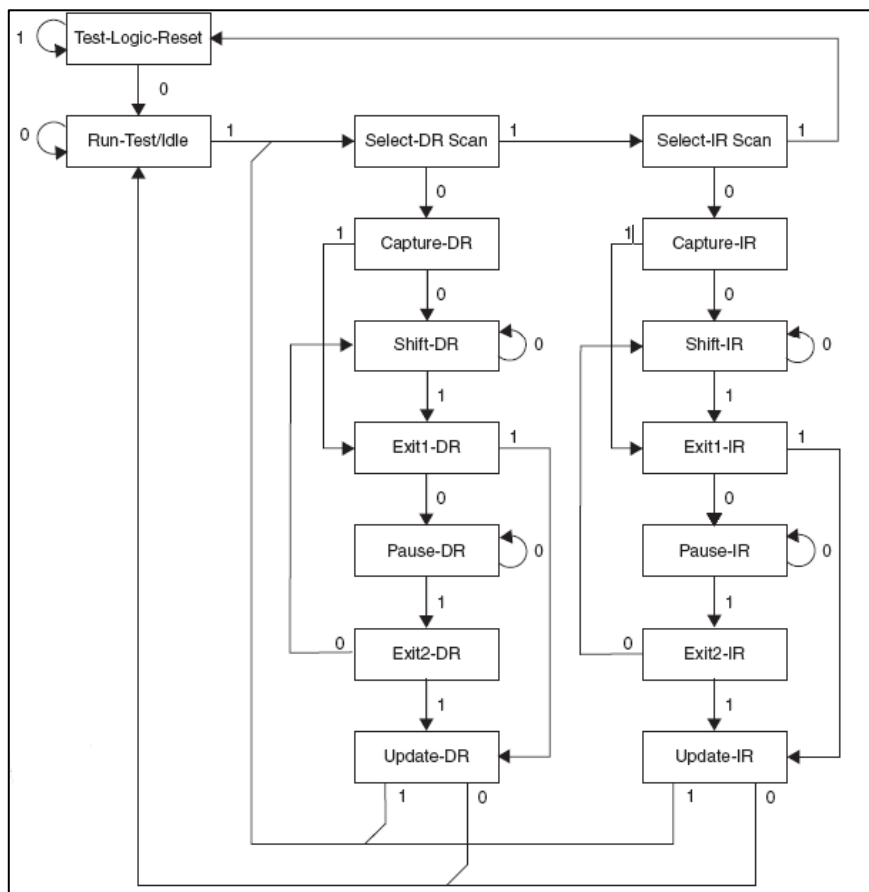 Test-Logic-Reset
1
0
0
Run-Test/Idle
1
Select-DR Scan
1
Select-IR Scan
1
0
0
1
Capture-DR
1
Capture-IR
0
0
Shift-DR
0
Shift-IR
0
1
1
Exit1-DR
1
Exit1-IR
1
0
0
Pause-DR
0
Pause-IR
0
1
1
0
Exit2-DR
0
Exit2-IR
1
1
Update-DR
Update-IR
1
0
1
0